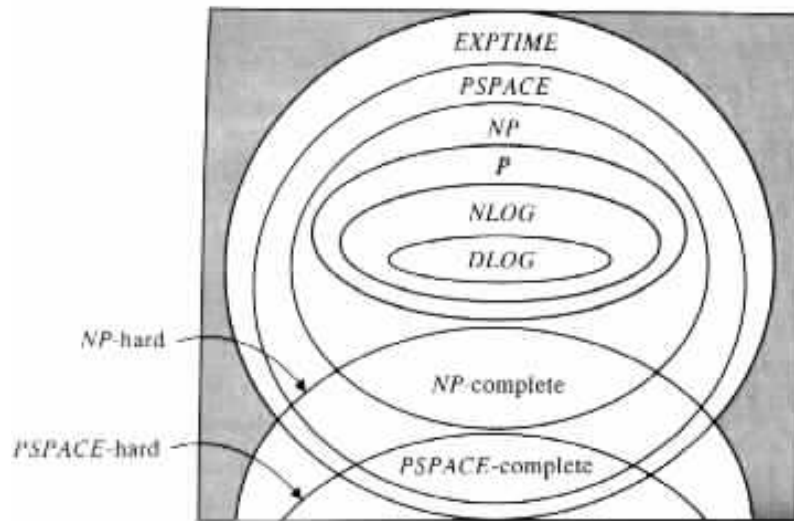 EXPTIME
PSPACE
NP
P
NLOG
DLOG
NP-hard
NP-complete
PSPACE-hard
PSPACE-complete